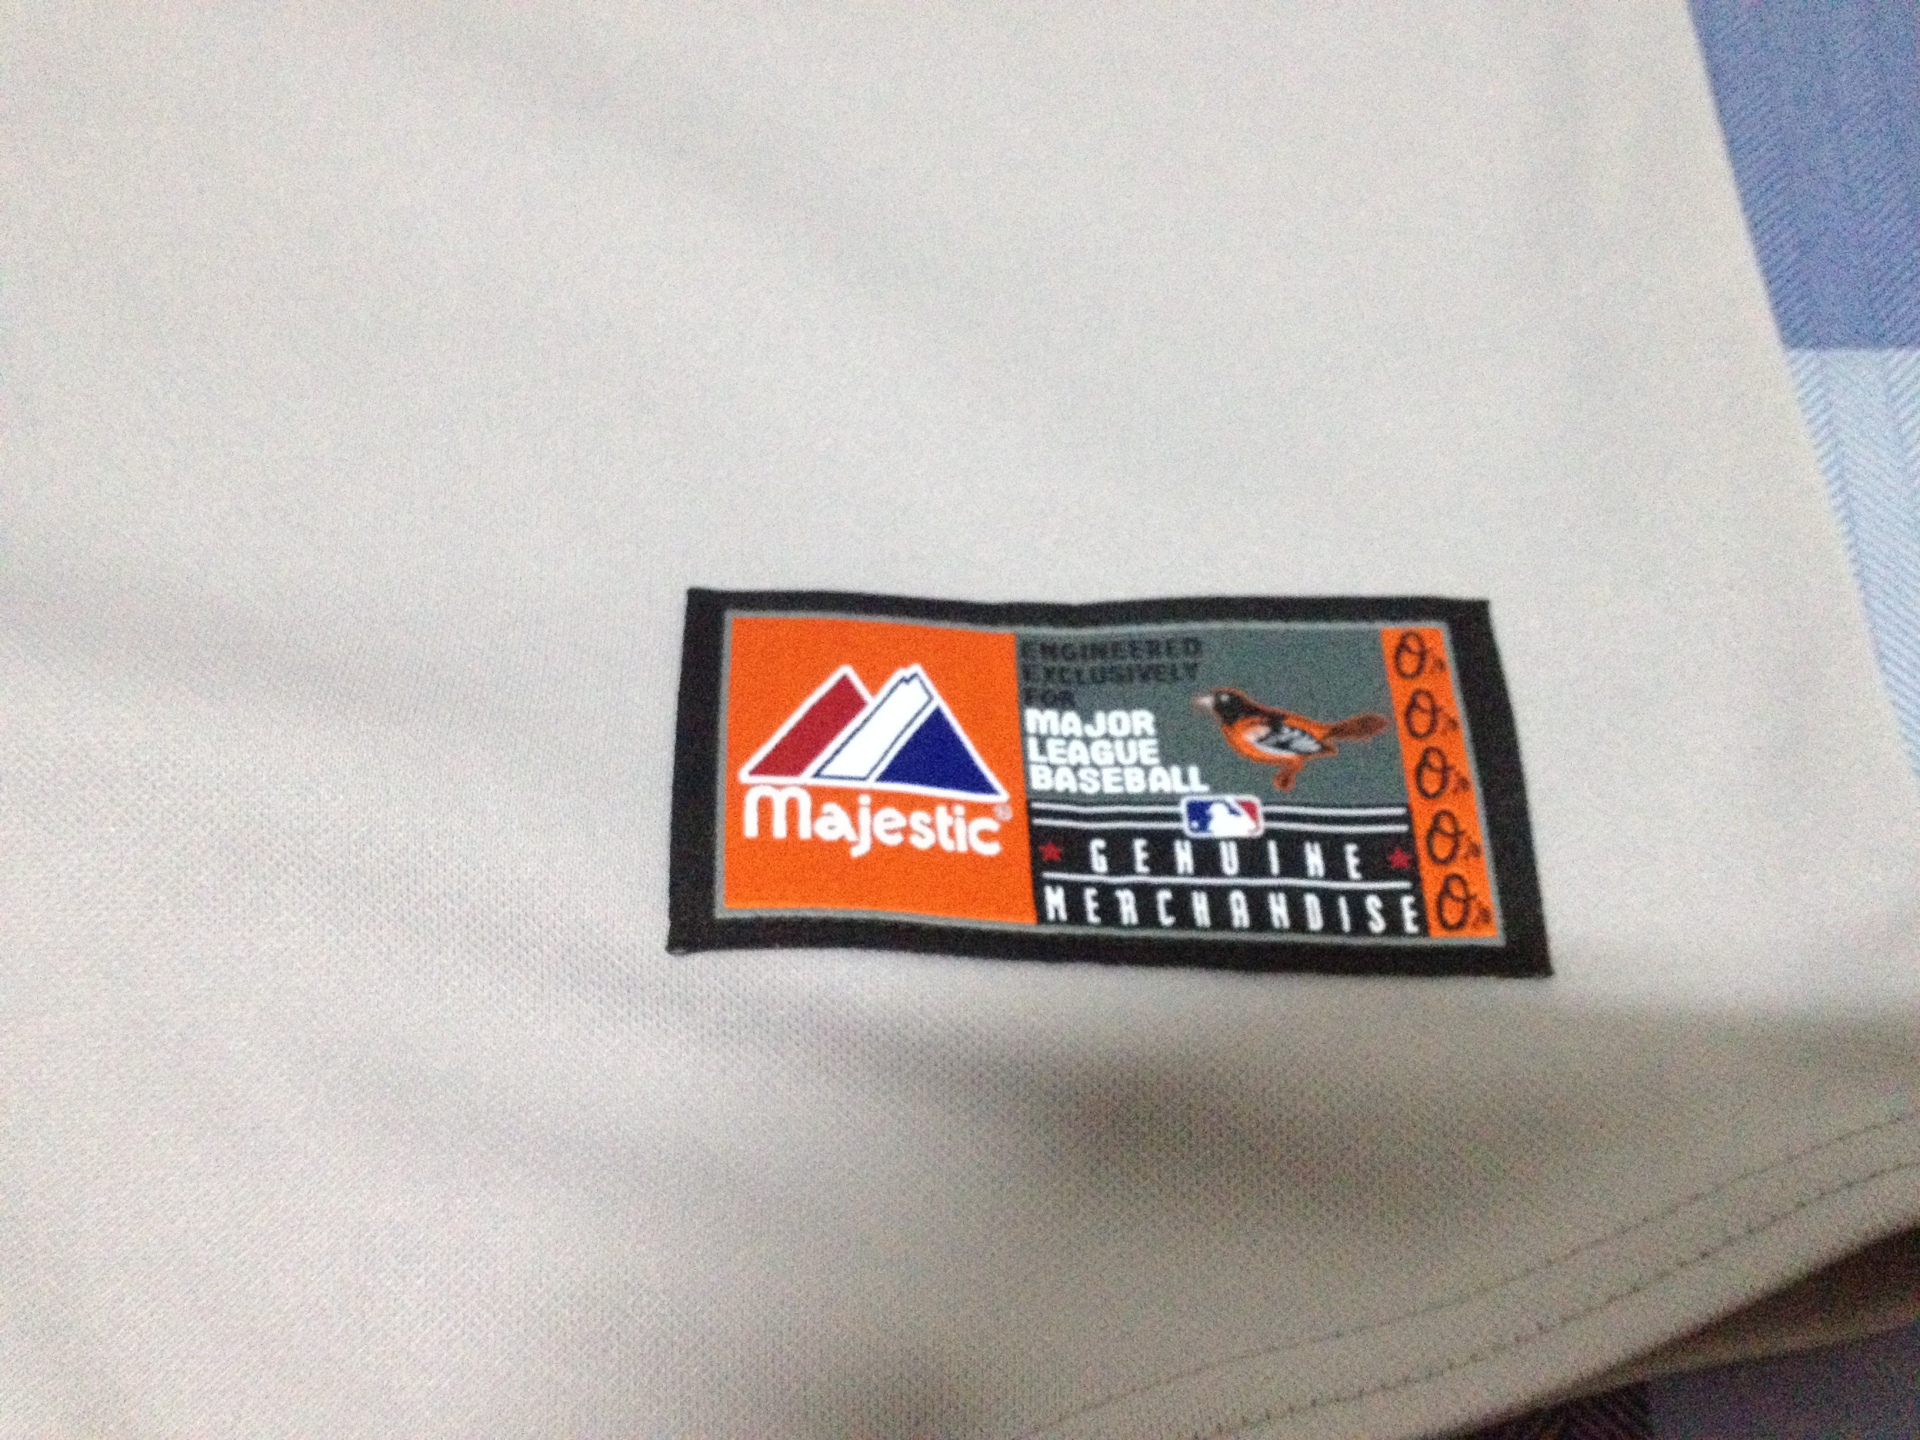 Majestic®
ENGINEERED
EXCLUSIVELY
FOR
MAJOR
LEAGUE
BASEBALL
GENUINE
MERCHANDISE
O's
O's
O's
O's
O's